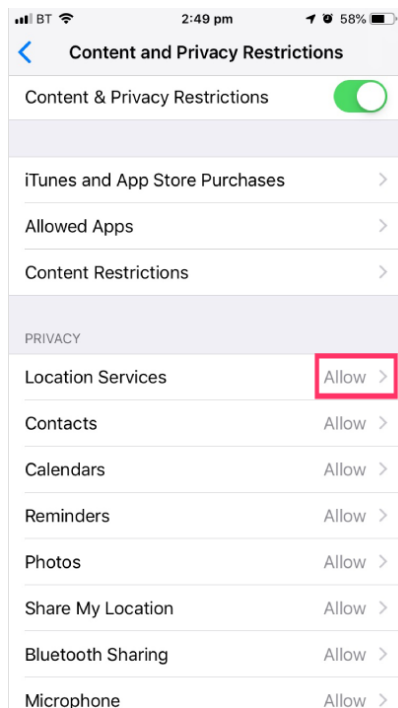 BT 2:49 pm 58%
Content and Privacy Restrictions
Content & Privacy Restrictions
iTunes and App Store Purchases
Allowed Apps
Content Restrictions
PRIVACY
Location Services Allow
Contacts Allow
Calendars Allow
Reminders Allow
Photos Allow
Share My Location Allow
Bluetooth Sharing Allow
Microphone Allow